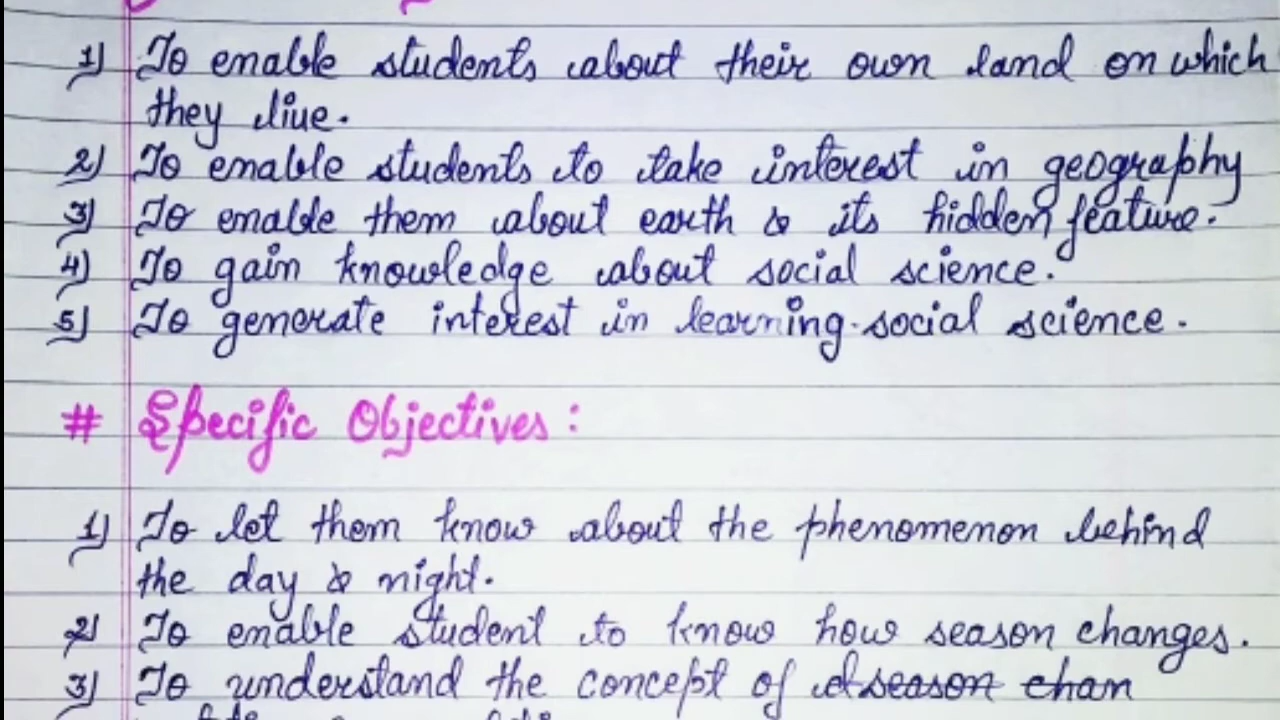 1) To enable students about their own land on which
they live.
2) To enable students to take interest in geography
3) To enable them about earth & its hidden feature.
4) To gain knowledge about social science.
5) To generate interest in learning social science.
# Specific Objectives :
1) To let them know about the phenomenon behind
the day & night.
2) To enable student to know how season changes.
3) To understand the concept of season cham